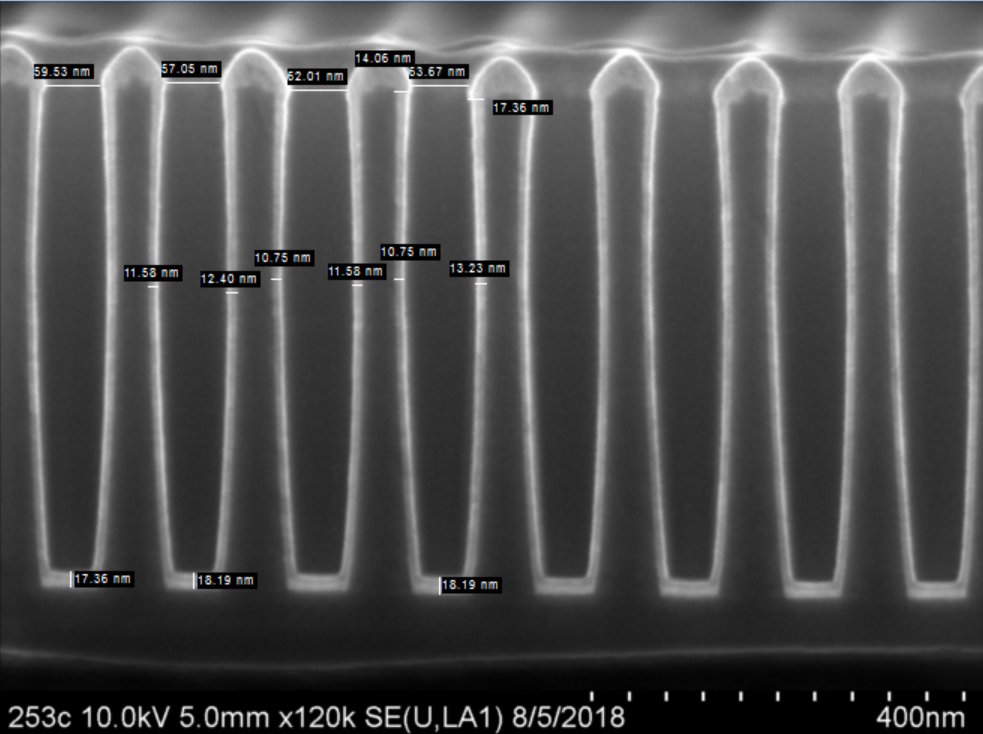 14.06 nm
59.53 nm
57.05 nm
62.01 nm
63.67 nm
17.36 nm
10.75 nm
10.75 nm
11.58 nm
12.40 nm
11.58 nm
13.23 nm
17.36 nm
18.19 nm
18.19 nm
253c 10.0kV 5.0mm x120k SE(U,LA1) 8/5/2018
400nm